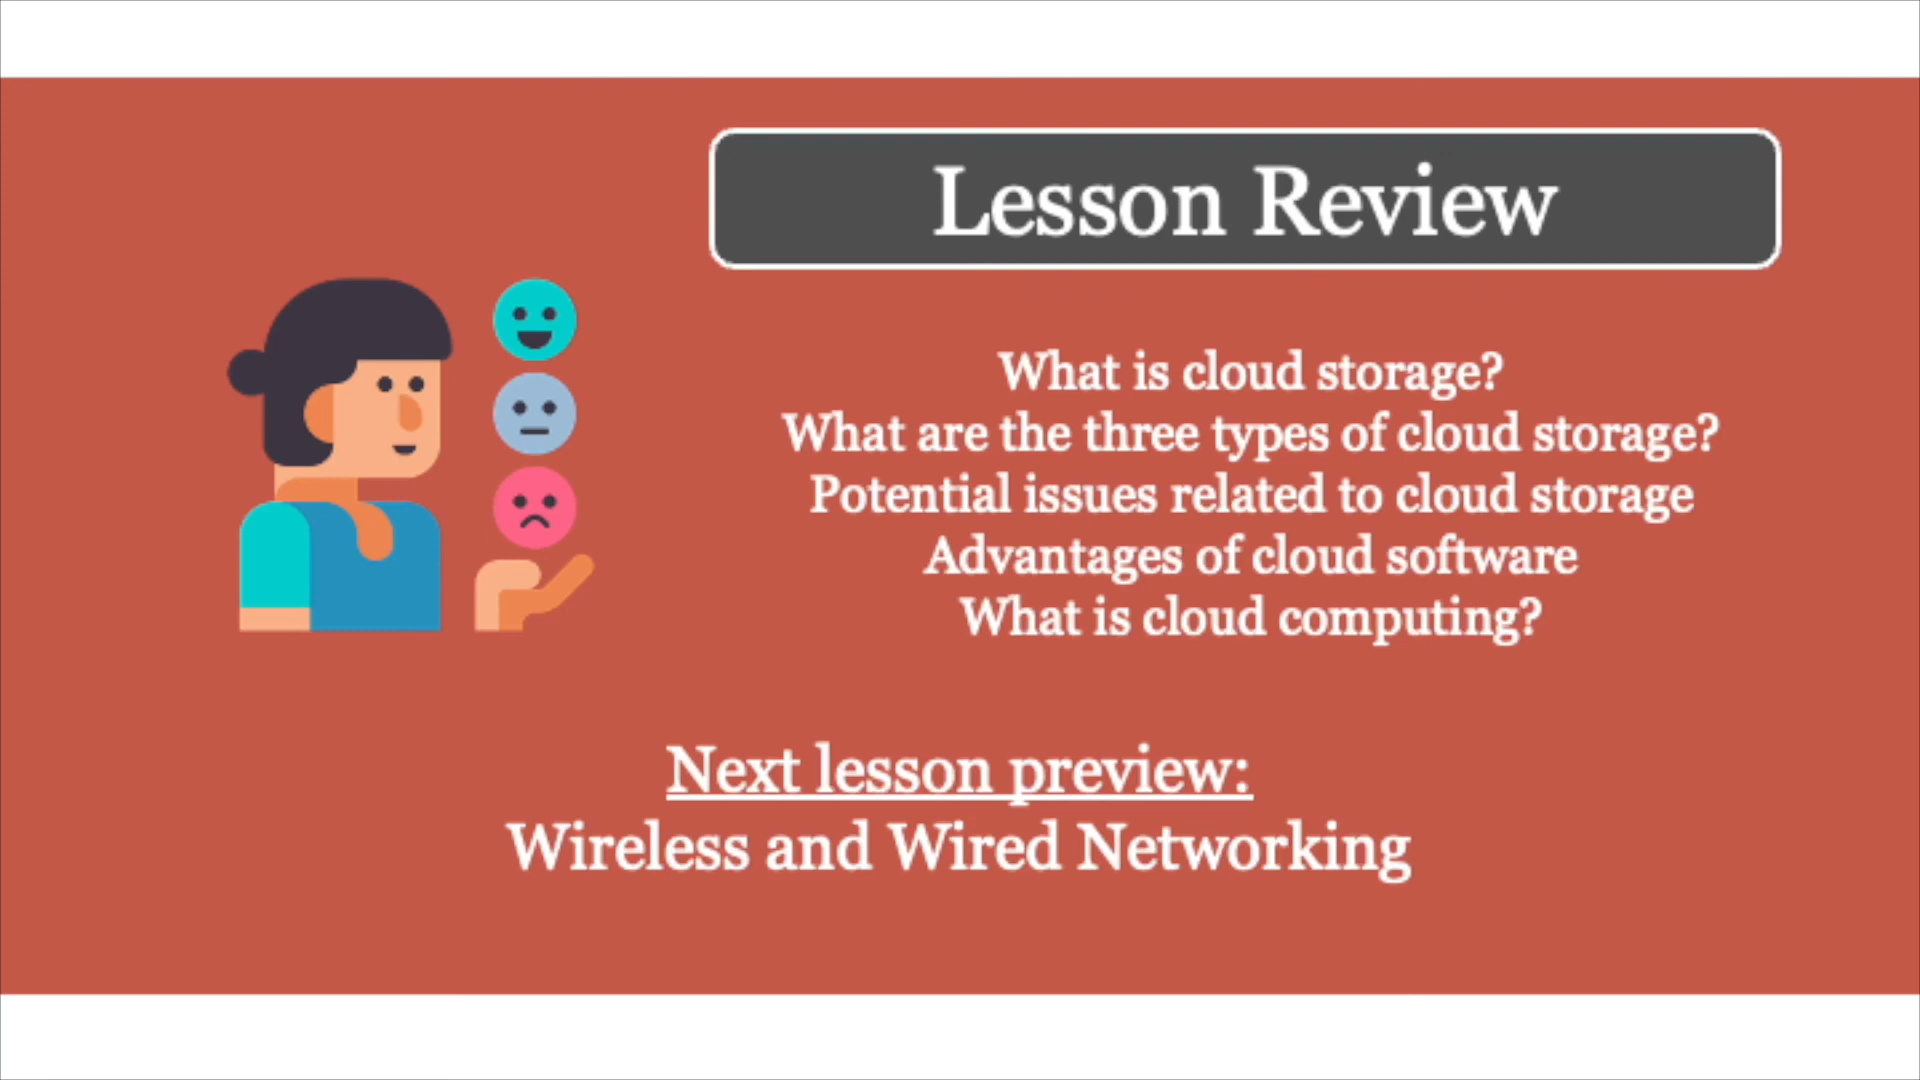 Lesson Review
What is cloud storage?
What are the three types of cloud storage?
Potential issues related to cloud storage
Advantages of cloud software
What is cloud computing?
Next lesson preview:
Wireless and Wired Networking